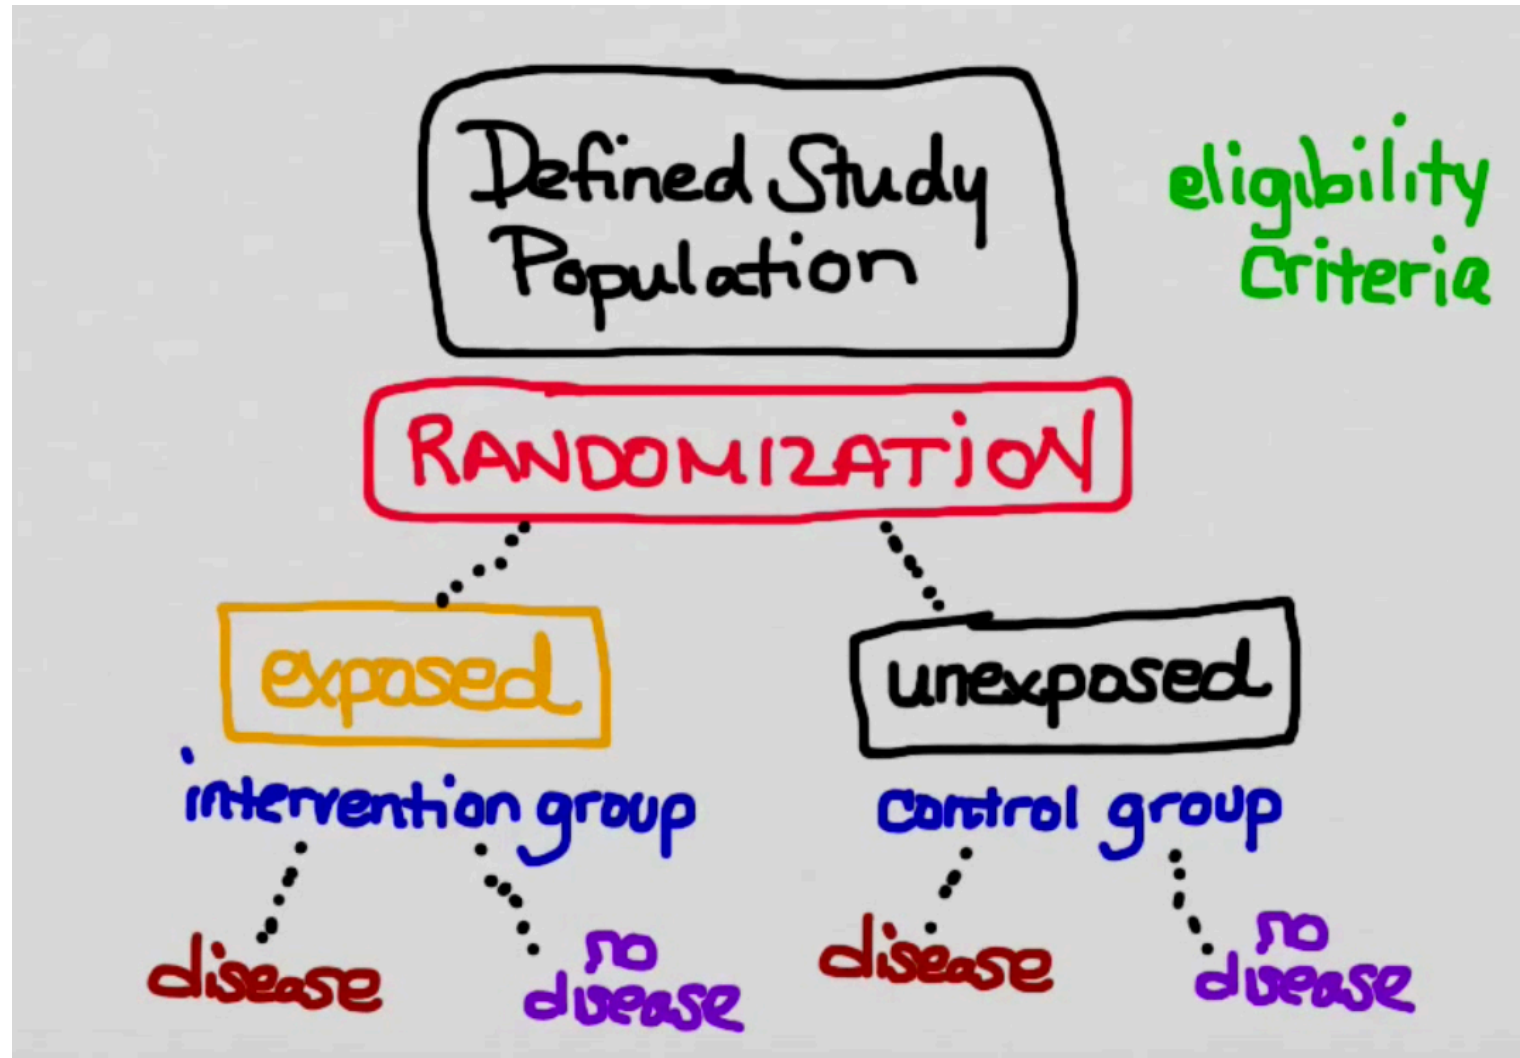 Defined Study
Population
eligibility
criteria
RANDOMIZATION
exposed
unexposed
intervention group
control group
disease
no
disease
disease
no
disease